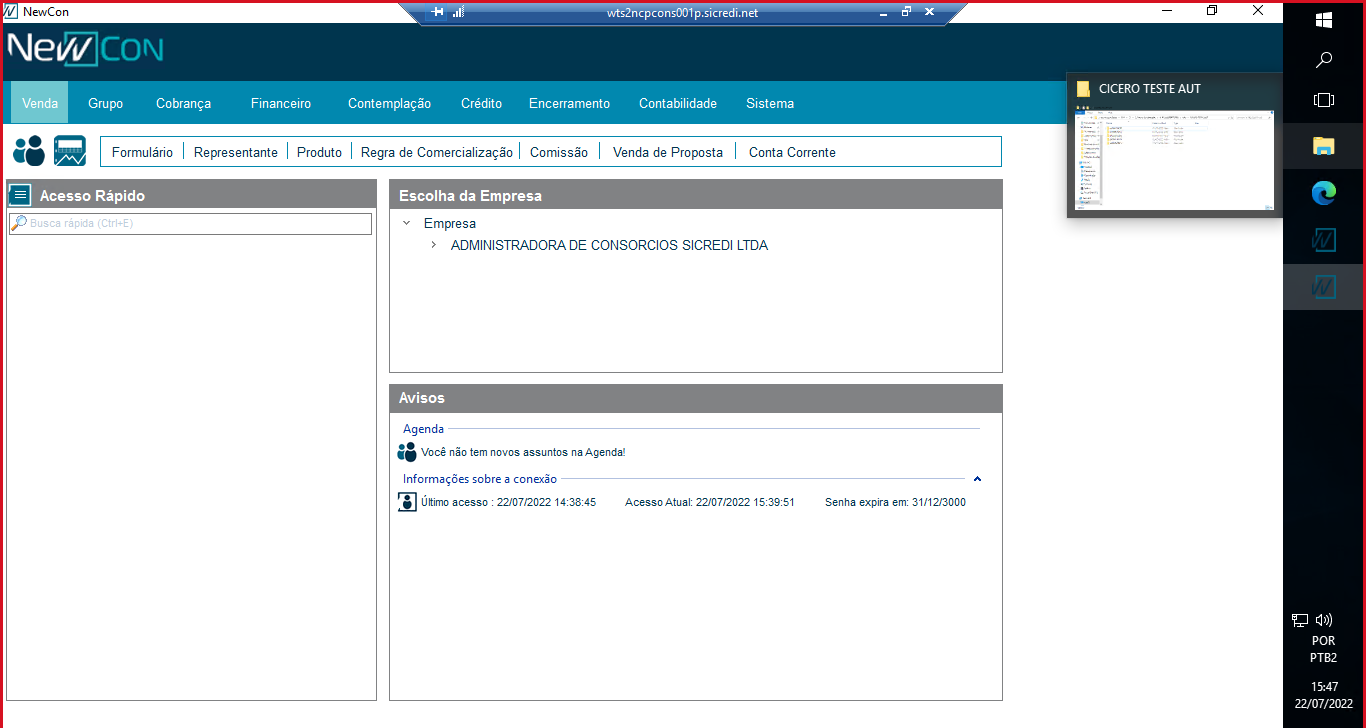 NewCon
wts2ncpcons001p.sicredi.net
NewCon
Venda Grupo Cobrança Financeiro Contemplação Crédito Encerramento Contabilidade Sistema
CICERO TESTE AUT
Formulário Representante Produto Regra de Comercialização Comissão Venda de Proposta Conta Corrente
Acesso Rápido
Busca rápida (Ctrl+E)
Escolha da Empresa
Empresa
ADMINISTRADORA DE CONSORCIOS SICREDI LTDA
Avisos
Agenda
Você não tem novos assuntos na Agenda!
Informações sobre a conexão
Último acesso : 22/07/2022 14:38:45 Acesso Atual: 22/07/2022 15:39:51 Senha expira em: 31/12/3000
POR
PTB2
15:47
22/07/2022